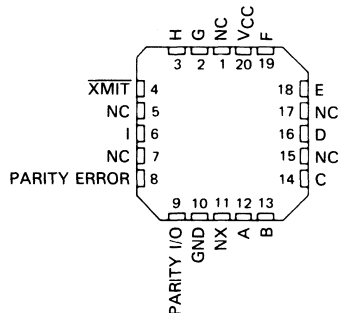 H G NC VCC F
3 2 1 20 19
XMIT 4
NC 5
I 6
NC 7
PARITY ERROR 8
18 E
17 NC
16 D
15 NC
14 C
9 10 11 12 13
PARITY I/O GND NX A B